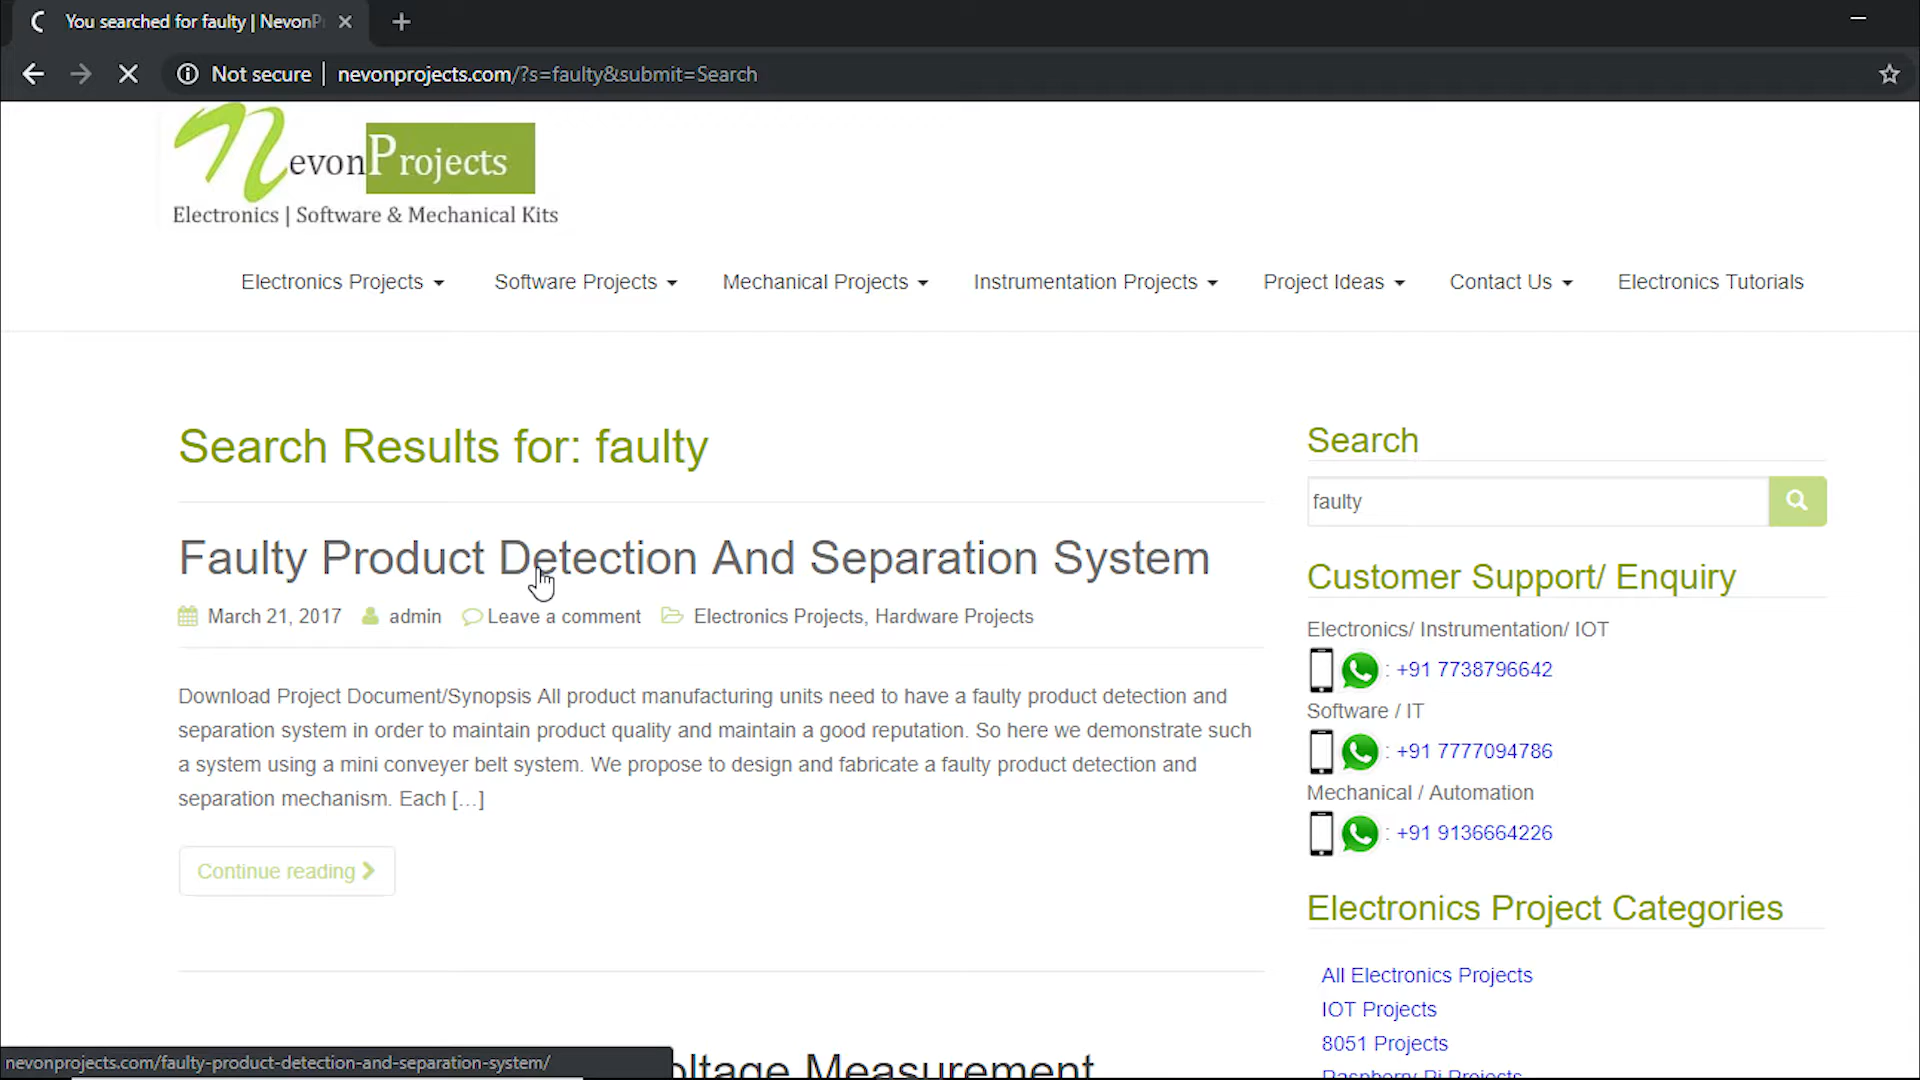 You searched for faulty | NevonP
Not secure | nevonprojects.com/?s=faulty&submit=Search
NevonProjects
Electronics | Software & Mechanical Kits
Electronics Projects Software Projects Mechanical Projects Instrumentation Projects Project Ideas Contact Us Electronics Tutorials
Search Results for: faulty
Faulty Product Detection And Separation System
March 21, 2017 admin Leave a comment Electronics Projects, Hardware Projects
Download Project Document/Synopsis All product manufacturing units need to have a faulty product detection and
separation system in order to maintain product quality and maintain a good reputation. So here we demonstrate such
a system using a mini conveyer belt system. We propose to design and fabricate a faulty product detection and
separation mechanism. Each […]
Continue reading
oltage Measurement
Search
faulty
Customer Support/ Enquiry
Electronics/ Instrumentation/ IOT
: +91 7738796642
Software / IT
: +91 7777094786
Mechanical / Automation
: +91 9136664226
Electronics Project Categories
All Electronics Projects
IOT Projects
8051 Projects
Raspberry Pi Projects
nevonprojects.com/faulty-product-detection-and-separation-system/